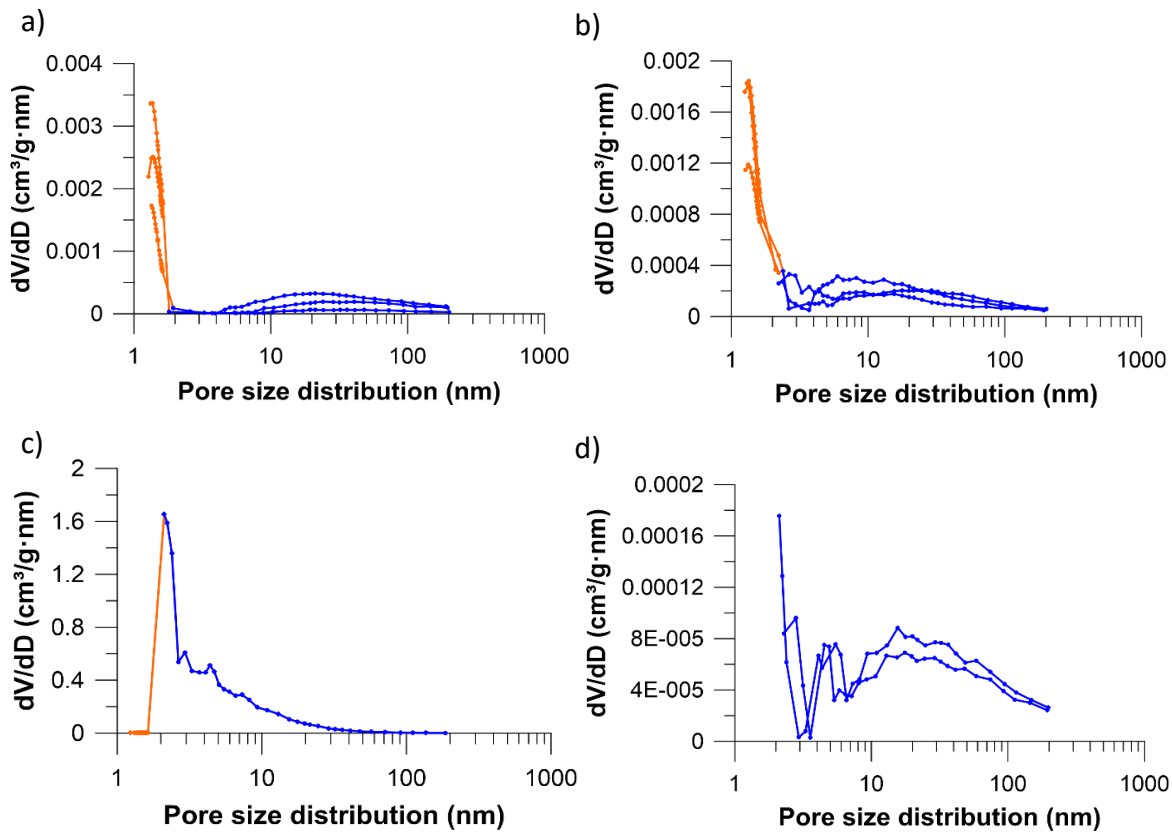 a)
0.004
0.003
0.002
0.001
0
dV/dD (cm³/g·nm)
1
10
100
1000
Pore size distribution (nm)
b)
0.002
0.0016
0.0012
0.0008
0.0004
0
dV/dD (cm³/g·nm)
1
10
100
1000
Pore size distribution (nm)
c)
2
1.6
1.2
0.8
0.4
0
dV/dD (cm³/g·nm)
1
10
100
1000
Pore size distribution (nm)
d)
0.0002
0.00016
0.00012
8E-005
4E-005
0
dV/dD (cm³/g·nm)
1
10
100
1000
Pore size distribution (nm)